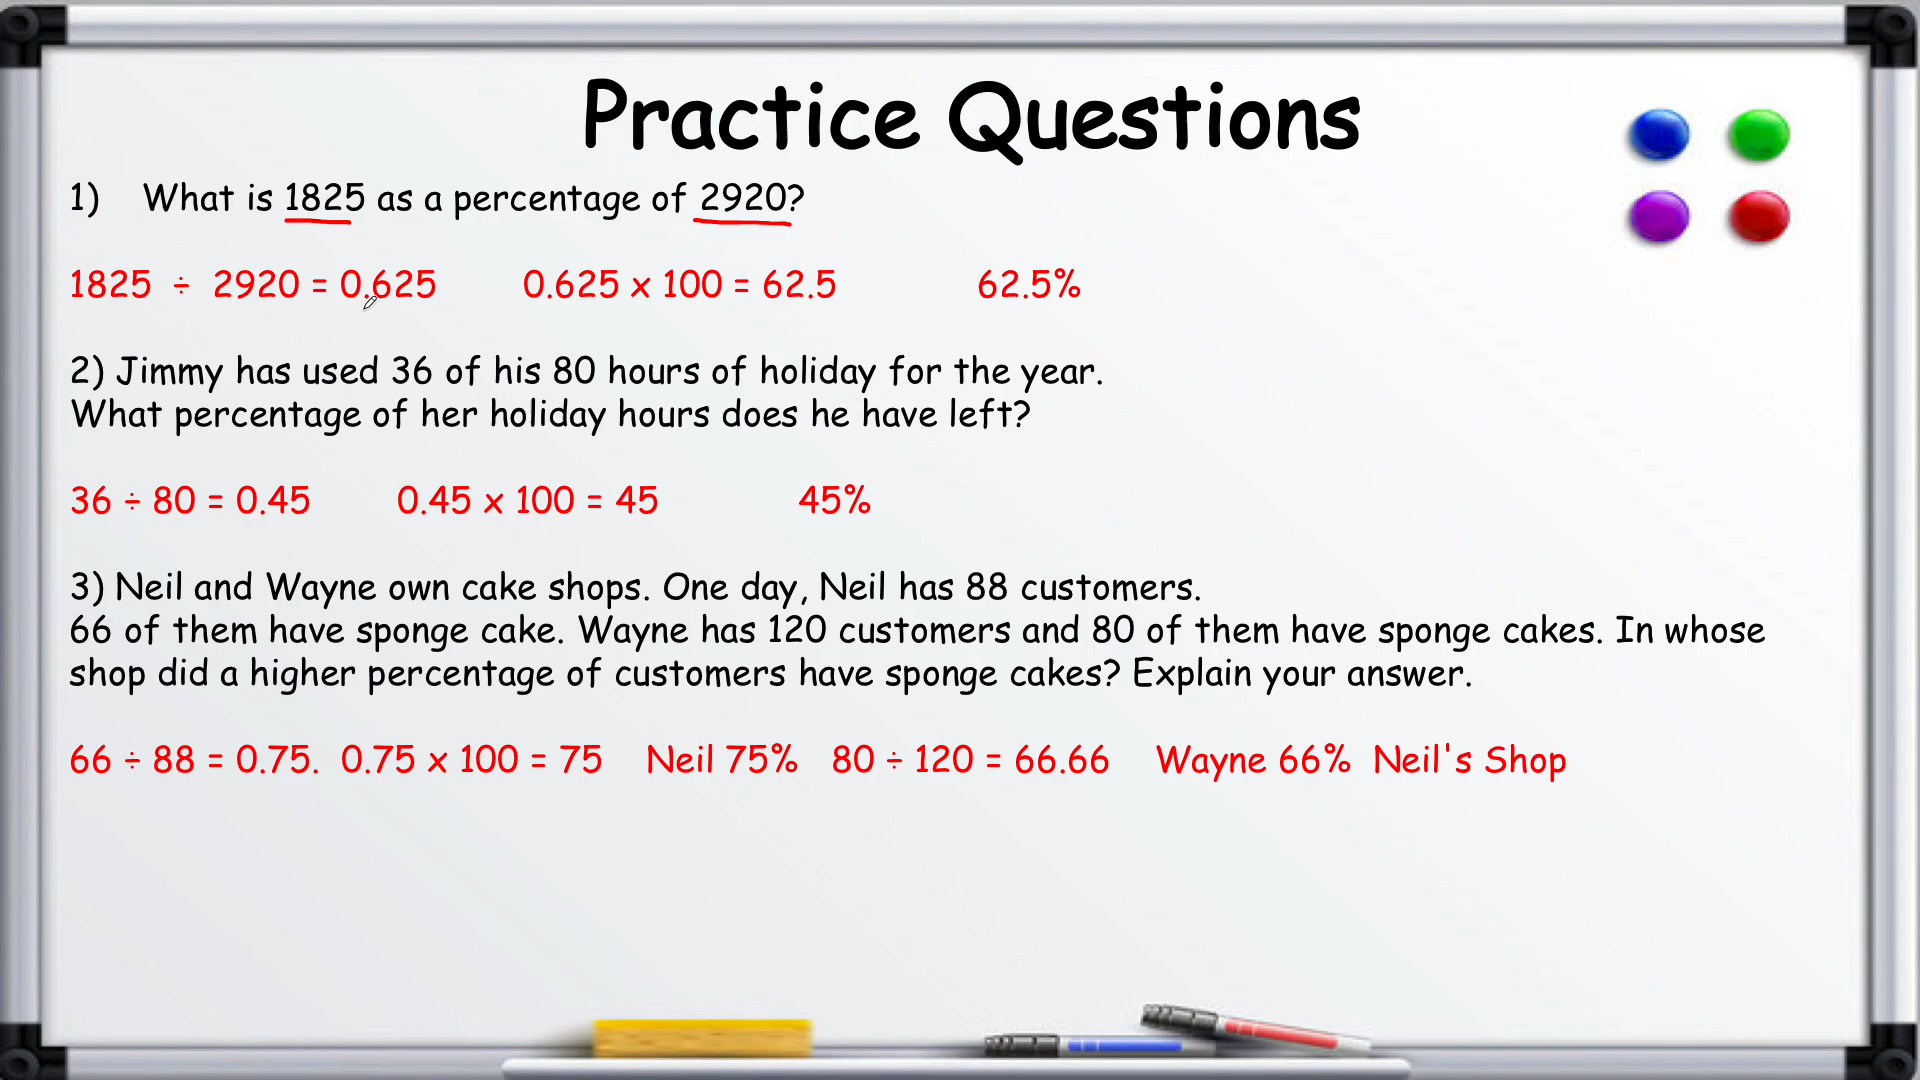 Practice Questions
1) What is 1825 as a percentage of 2920?
1825 ÷ 2920 = 0.625 0.625 x 100 = 62.5 62.5%
2) Jimmy has used 36 of his 80 hours of holiday for the year.
What percentage of her holiday hours does he have left?
36 ÷ 80 = 0.45 0.45 x 100 = 45 45%
3) Neil and Wayne own cake shops. One day, Neil has 88 customers.
66 of them have sponge cake. Wayne has 120 customers and 80 of them have sponge cakes. In whose
shop did a higher percentage of customers have sponge cakes? Explain your answer.
66 ÷ 88 = 0.75. 0.75 x 100 = 75 Neil 75% 80 ÷ 120 = 66.66 Wayne 66% Neil's Shop